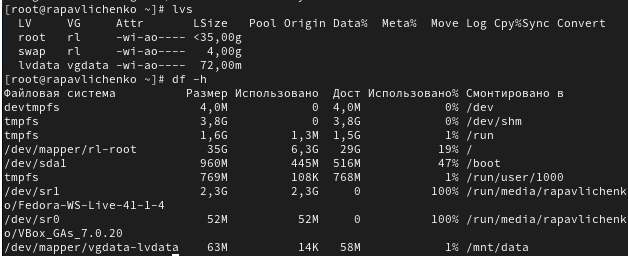 [root@rapavlichenko ~]# lvs
  LV     VG     Attr       LSize   Pool Origin Data%  Meta%  Move Log Cpy%Sync Convert
  root   rl     -wi-ao---- <35,00g
  swap   rl     -wi-ao----   4,00g
  lvdata vgdata -wi-ao----  72,00m
[root@rapavlichenko ~]# df -h
Файловая система          Размер Использовано  Дост Использовано% Смонтировано в
devtmpfs                    4,0M            0  4,0M            0% /dev
tmpfs                       3,8G            0  3,8G            0% /dev/shm
tmpfs                       1,6G         1,3M  1,5G            1% /run
/dev/mapper/rl-root          35G         6,3G   29G           19% /
/dev/sda1                   960M         445M  516M           47% /boot
tmpfs                       769M         108K  768M            1% /run/user/1000
/dev/sr1                    2,3G         2,3G     0          100% /run/media/rapavlichenk
o/Fedora-WS-Live-41-1-4
/dev/sr0                     52M          52M     0          100% /run/media/rapavlichenk
o/VBox_GAs_7.0.20
/dev/mapper/vgdata-lvdata    63M          14K   58M            1% /mnt/data